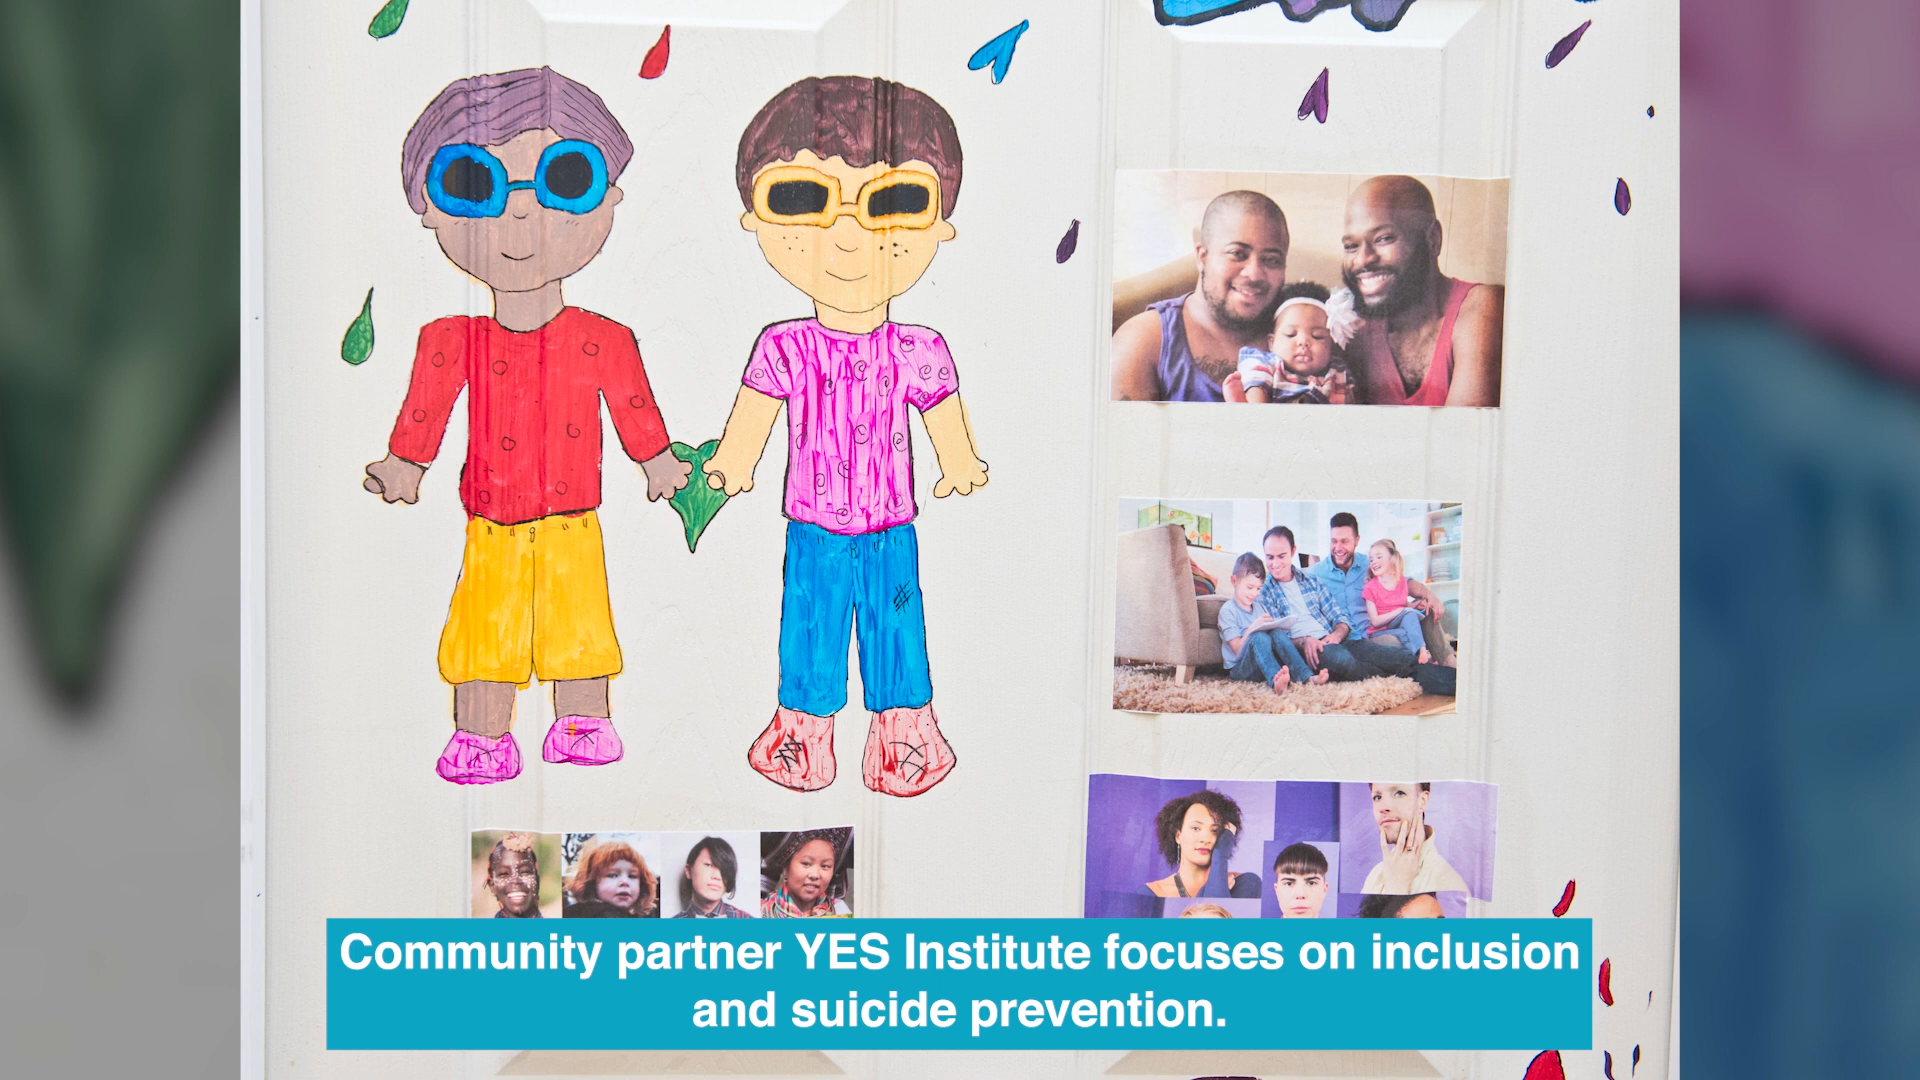 Community partner YES Institute focuses on inclusion
and suicide prevention.